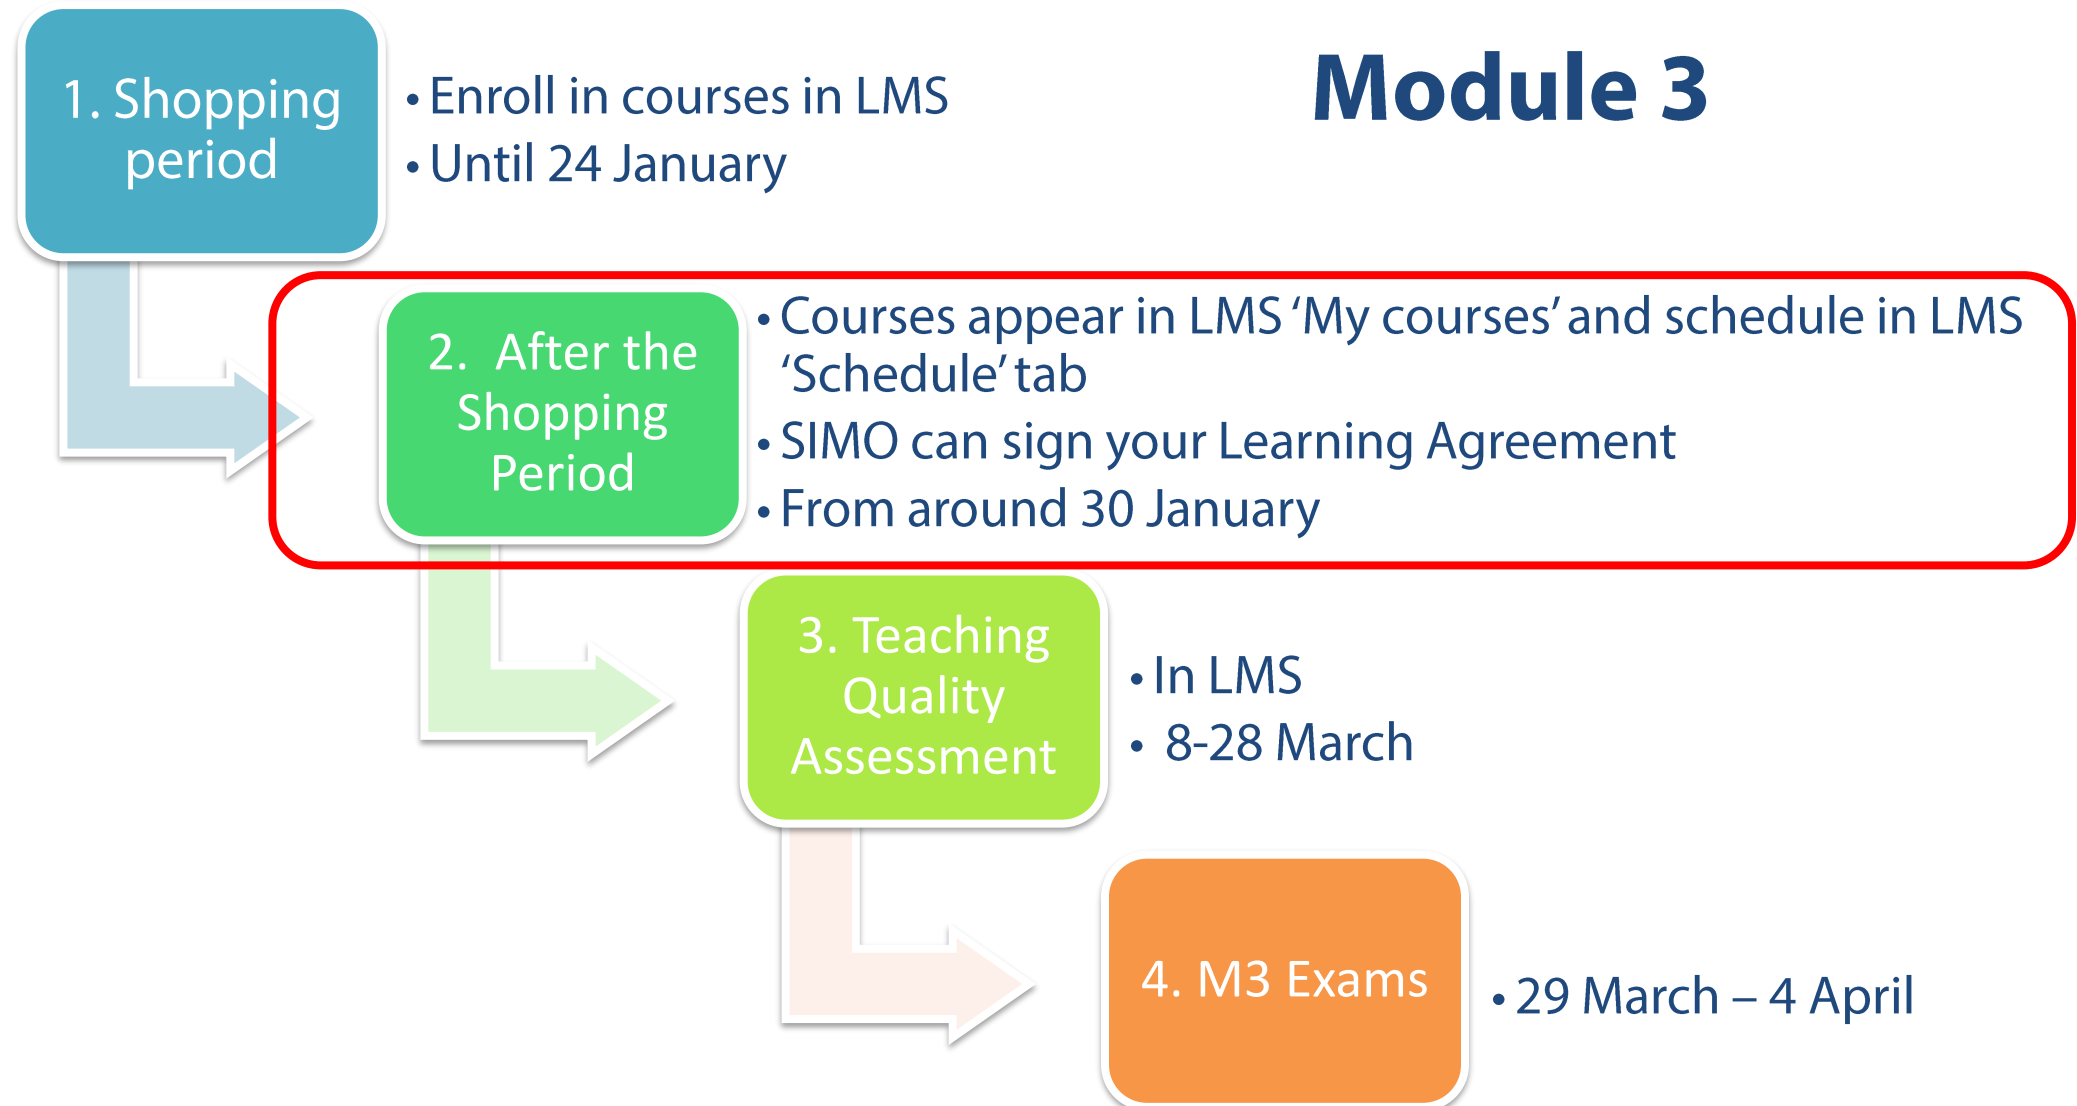 Module 3
1. Shopping
period
• Enroll in courses in LMS
• Until 24 January
2. After the
Shopping
Period
• Courses appear in LMS ‘My courses’ and schedule in LMS
‘Schedule’ tab
• SIMO can sign your Learning Agreement
• From around 30 January
3. Teaching
Quality
Assessment
• In LMS
• 8-28 March
4. M3 Exams
• 29 March – 4 April